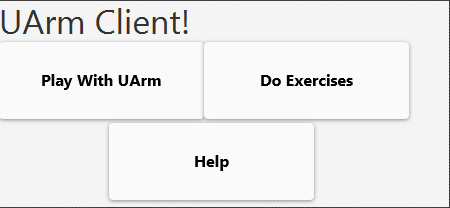 UArm Client!
Play With UArm
Do Exercises
Help